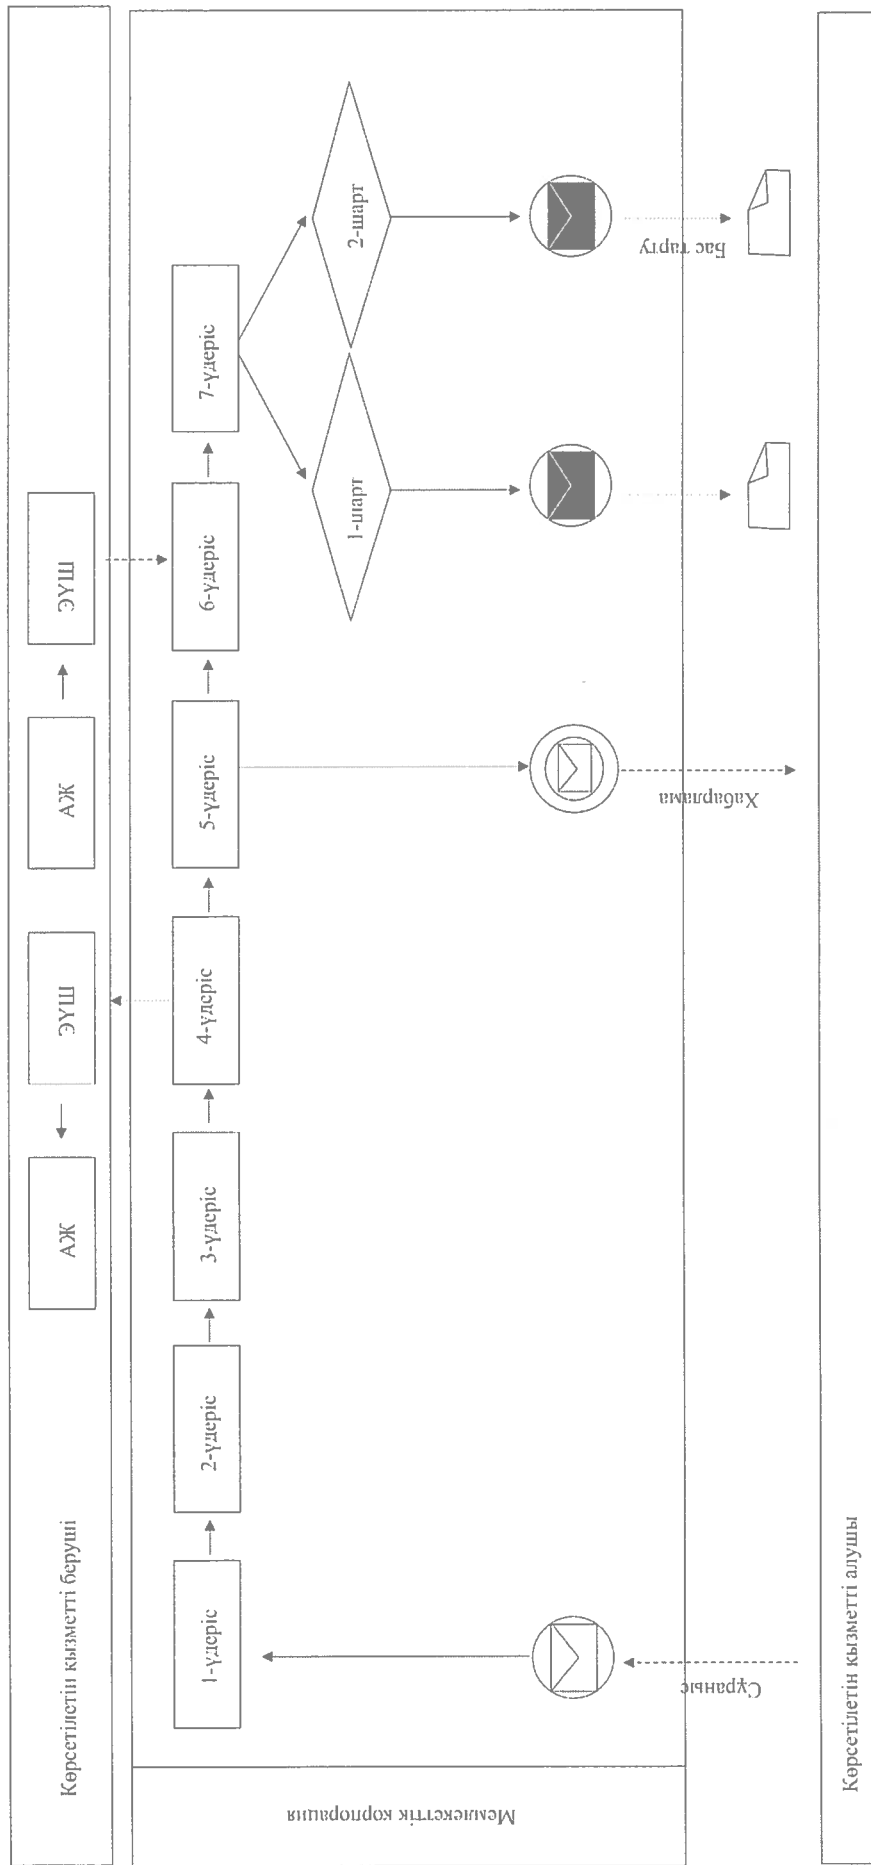 Көрсетілетін қызметті беруші
АЖ
ЭҮШ
АЖ
ЭҮШ
Мемлекеттік корпорация
1-үдеріс
2-үдеріс
3-үдеріс
4-үдеріс
5-үдеріс
6-үдеріс
7-үдеріс
1-шарт
2-шарт
Сұраныс
Хабарлама
Бас тарту
Көрсетілетін қызметті алушы